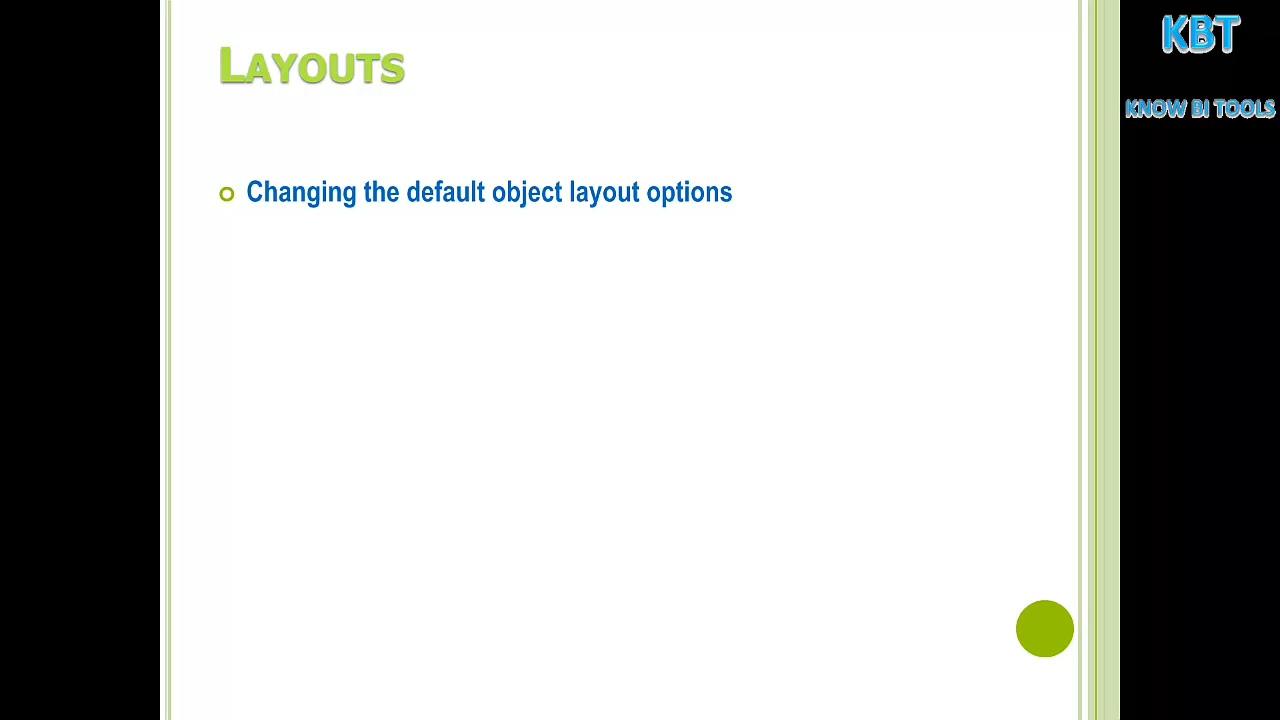 LAYOUTS
Changing the default object layout options
KBT
KNOW BI TOOLS